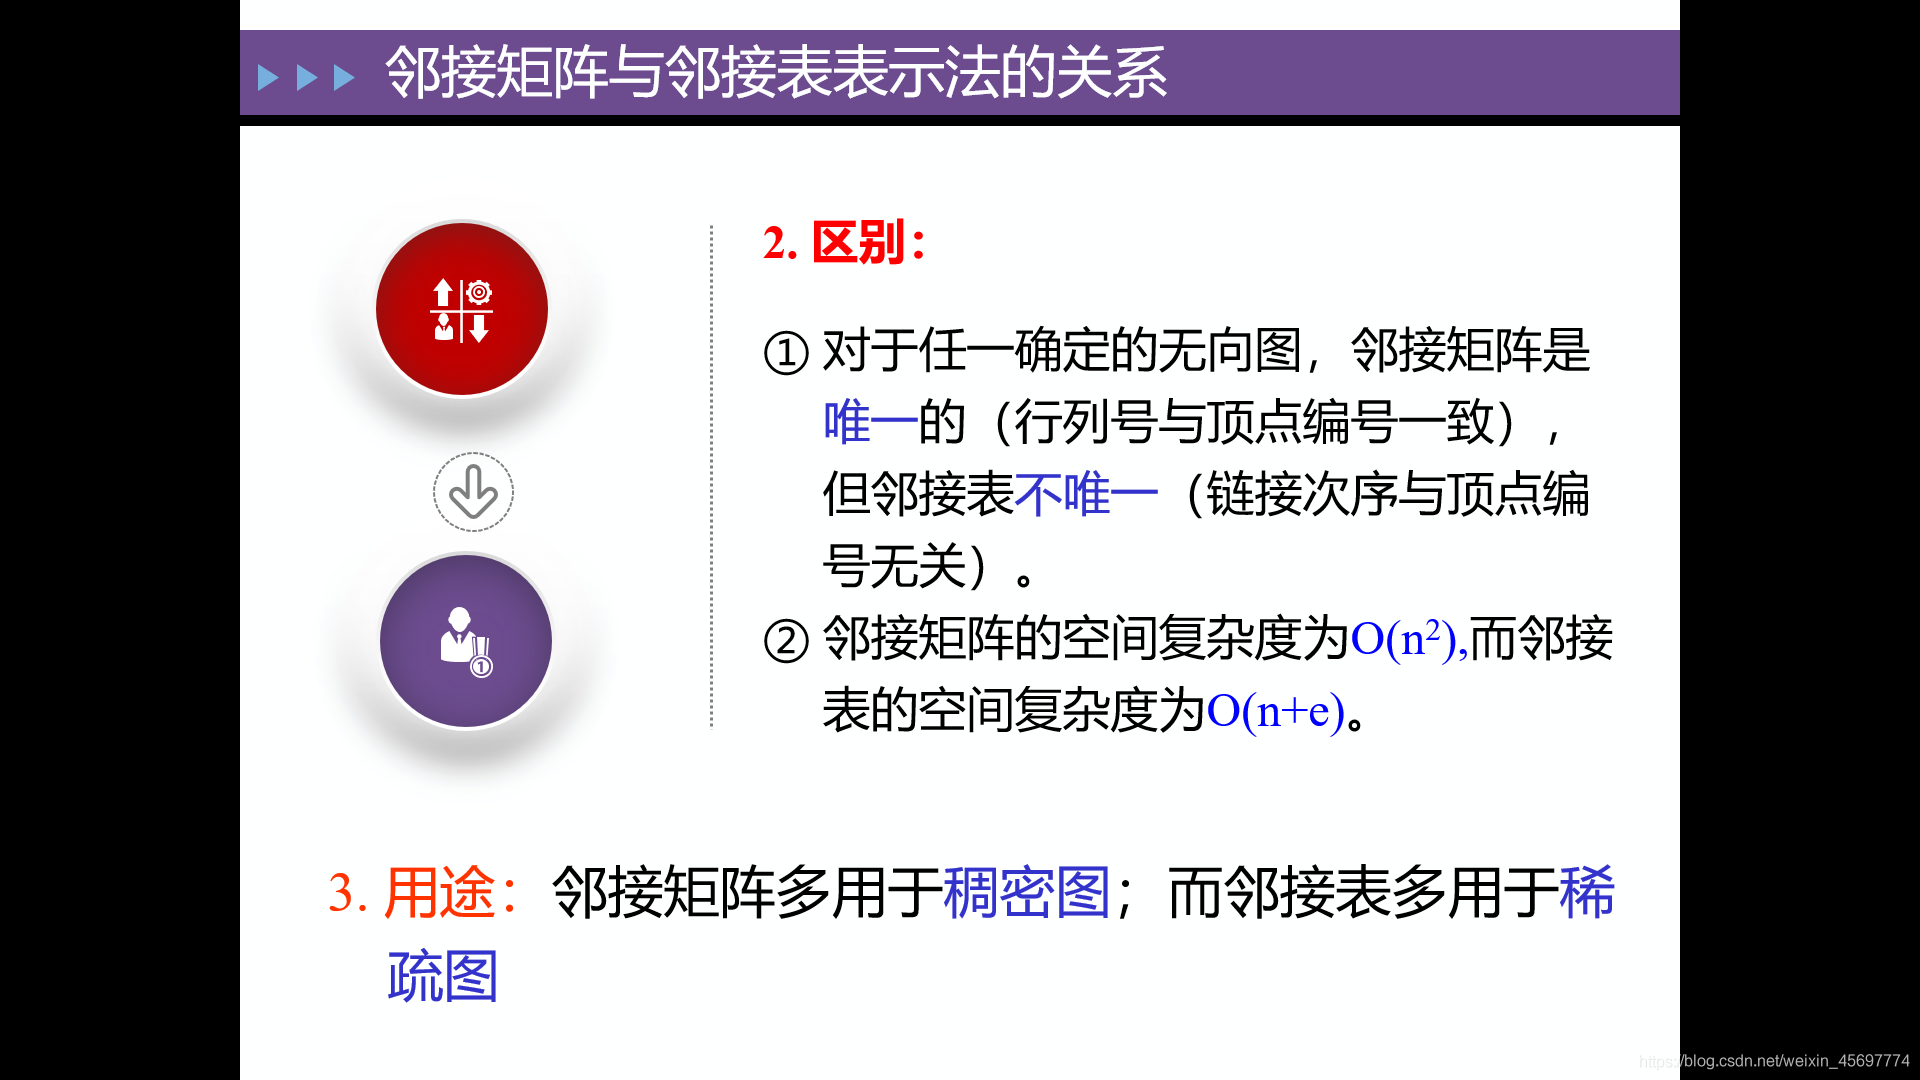 邻接矩阵与邻接表表示法的关系
2. 区别：
① 对于任一确定的无向图，邻接矩阵是
唯一的（行列号与顶点编号一致），
但邻接表不唯一（链接次序与顶点编
号无关）。
② 邻接矩阵的空间复杂度为O(n²),而邻接
表的空间复杂度为O(n+e)。
3. 用途：邻接矩阵多用于稠密图；而邻接表多用于稀
疏图
https://blog.csdn.net/weixin_45697774